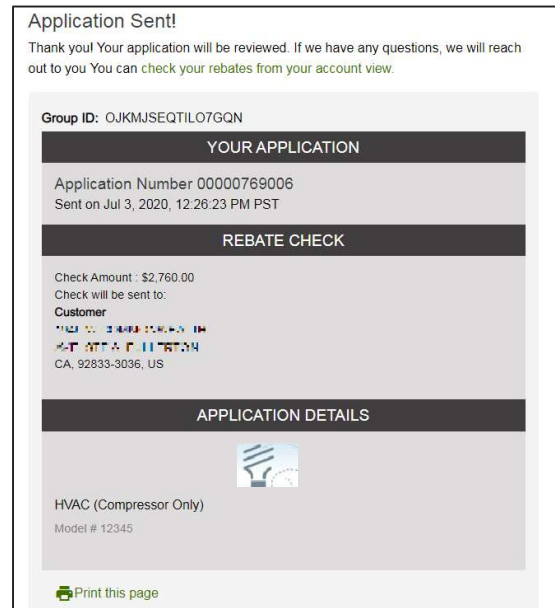 Application Sent!
Thank you! Your application will be reviewed. If we have any questions, we will reach
out to you You can check your rebates from your account view.
Group ID: OJKMJSEQTILO7GQN
YOUR APPLICATION
Application Number 00000769006
Sent on Jul 3, 2020, 12:26:23 PM PST
REBATE CHECK
Check Amount : $2,760.00
Check will be sent to:
Customer
CA, 92833-3036, US
APPLICATION DETAILS
HVAC (Compressor Only)
Model # 12345
Print this page